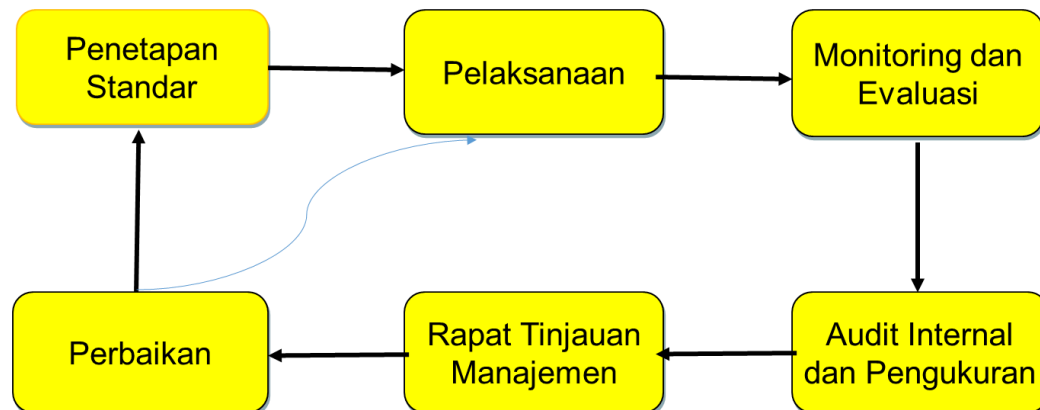 Penetapan
Standar
Pelaksanaan
Monitoring dan
Evaluasi
Perbaikan
Rapat Tinjauan
Manajemen
Audit Internal
dan Pengukuran